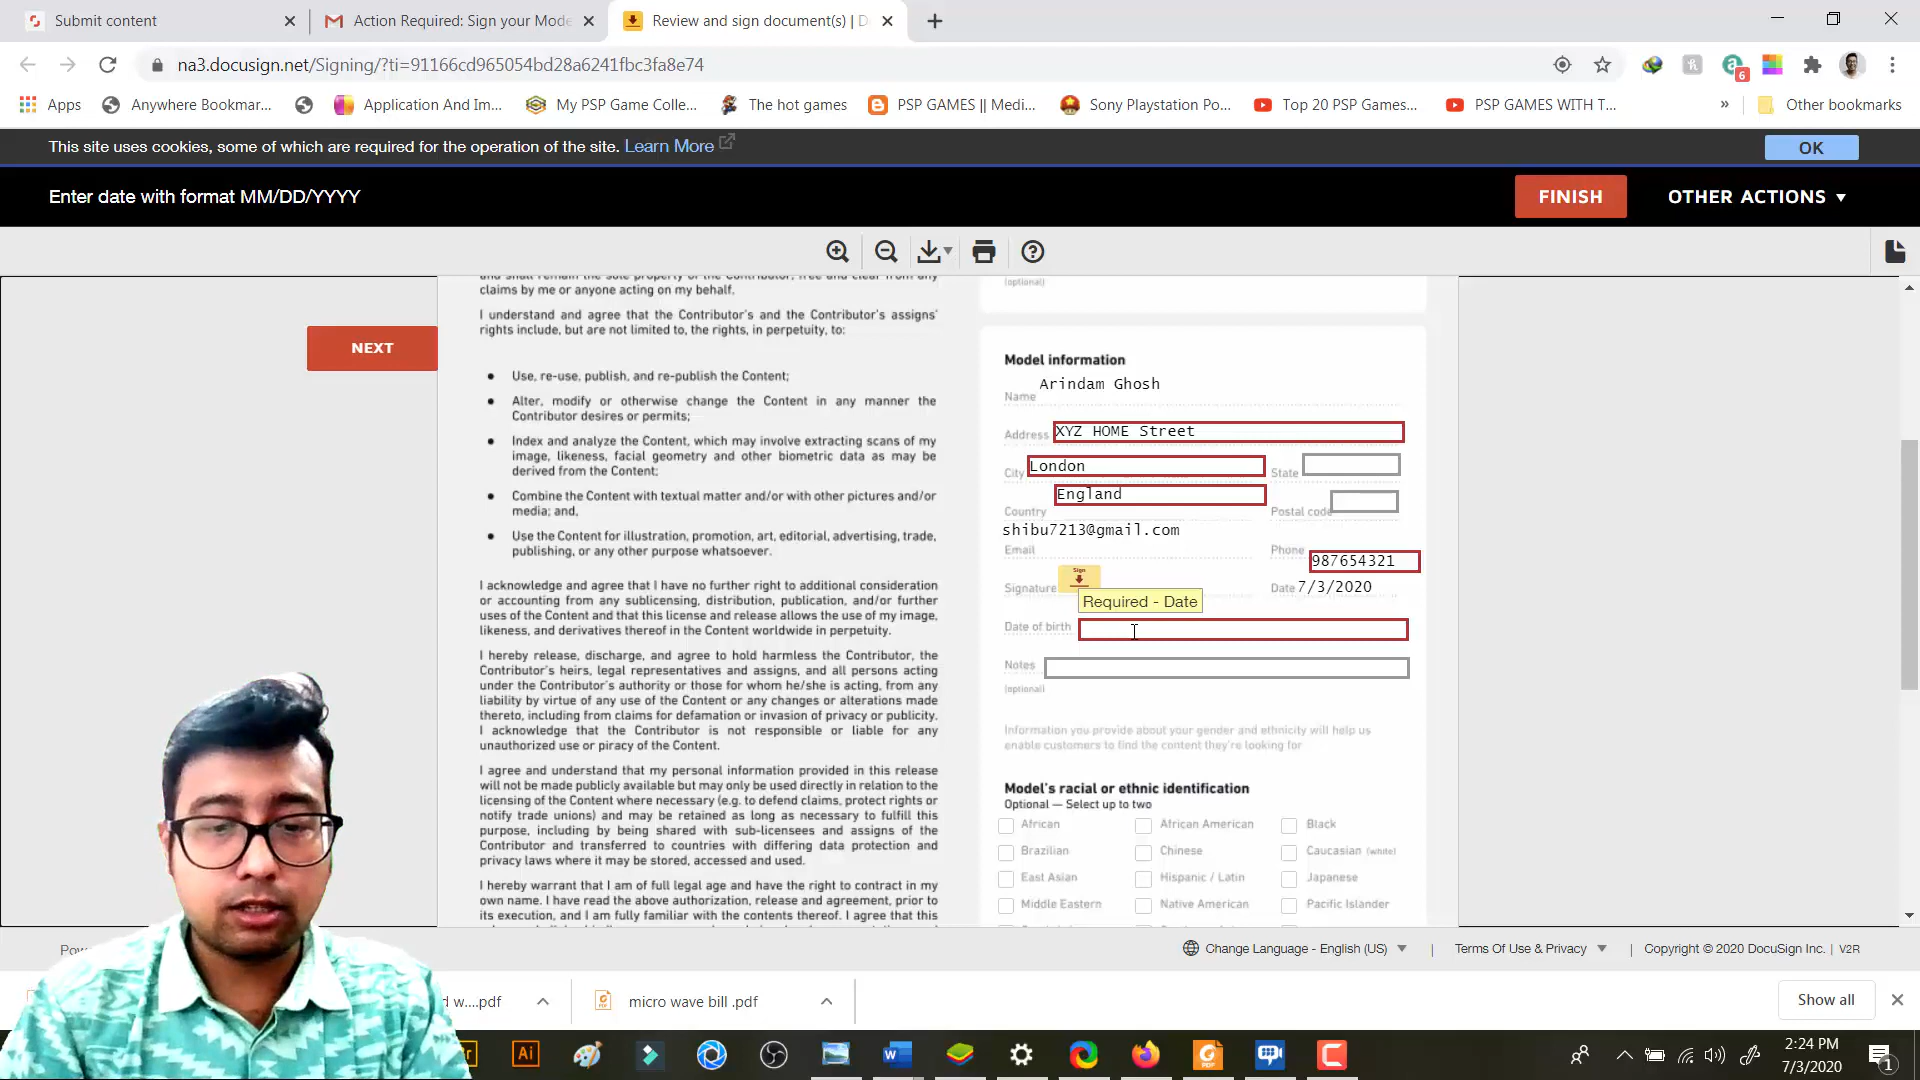 Submit content
Action Required: Sign your Mode
Review and sign document(s) | D
na3.docusign.net/Signing/?ti=91166cd965054bd28a6241fbc3fa8e74
6
Apps
Anywhere Bookmar...
Application And Im...
My PSP Game Colle...
The hot games
PSP GAMES || Medi...
Sony Playstation Po...
Top 20 PSP Games...
PSP GAMES WITH T...
»
Other bookmarks
This site uses cookies, some of which are required for the operation of the site. Learn More
OK
Enter date with format MM/DD/YYYY
FINISH
OTHER ACTIONS
NEXT
and shall remain the sole property of the Contributor, free and clear from any
claims by me or anyone acting on my behalf.
I understand and agree that the Contributor's and the Contributor's assigns'
rights include, but are not limited to, the rights, in perpetuity, to:
• Use, re-use, publish, and re-publish the Content;
• Alter, modify or otherwise change the Content in any manner the
Contributor desires or permits;
• Index and analyze the Content, which may involve extracting scans of my
image, likeness, facial geometry and other biometric data as may be
derived from the Content;
• Combine the Content with textual matter and/or with other pictures and/or
media; and,
• Use the Content for illustration, promotion, art, editorial, advertising, trade,
publishing, or any other purpose whatsoever.
I acknowledge and agree that I have no further right to additional consideration
or accounting from any sublicensing, distribution, publication, and/or further
uses of the Content and that this license and release allows the use of my image,
likeness, and derivatives thereof in the Content worldwide in perpetuity.
I hereby release, discharge, and agree to hold harmless the Contributor, the
Contributor's heirs, legal representatives and assigns, and all persons acting
under the Contributor's authority or those for whom he/she is acting, from any
liability by virtue of any use of the Content or any changes or alterations made
thereto, including from claims for defamation or invasion of privacy or publicity.
I acknowledge that the Contributor is not responsible or liable for any
unauthorized use or piracy of the Content.
I agree and understand that my personal information provided in this release
will not be made publicly available but may only be used directly in relation to the
licensing of the Content where necessary (e.g. to defend claims, protect rights or
notify trade unions) and may be retained as long as necessary to fulfill this
purpose, including by being shared with sub-licensees and assigns of the
Contributor and transferred to countries with differing data protection and
privacy laws where it may be stored, accessed and used.
I hereby warrant that I am of full legal age and have the right to contract in my
own name. I have read the above authorization, release and agreement, prior to
its execution, and I am fully familiar with the contents thereof. I agree that this
(optional)
Model information
Arindam Ghosh
Name
Address XYZ HOME Street
City London State
England
Country Postal code
shibu7213@gmail.com
Email Phone 987654321
Sign
Signature Date 7/3/2020
Required - Date
Date of birth
Notes
(optional)
Information you provide about your gender and ethnicity will help us
enable customers to find the content they're looking for
Model's racial or ethnic identification
Optional — Select up to two
African African American Black
Brazilian Chinese Caucasian (white)
East Asian Hispanic / Latin Japanese
Middle Eastern Native American Pacific Islander
Change Language - English (US) | Terms Of Use & Privacy | Copyright © 2020 DocuSign Inc. | V2R
d w....pdf
micro wave bill .pdf
Show all
Ai
2:24 PM
7/3/2020
1